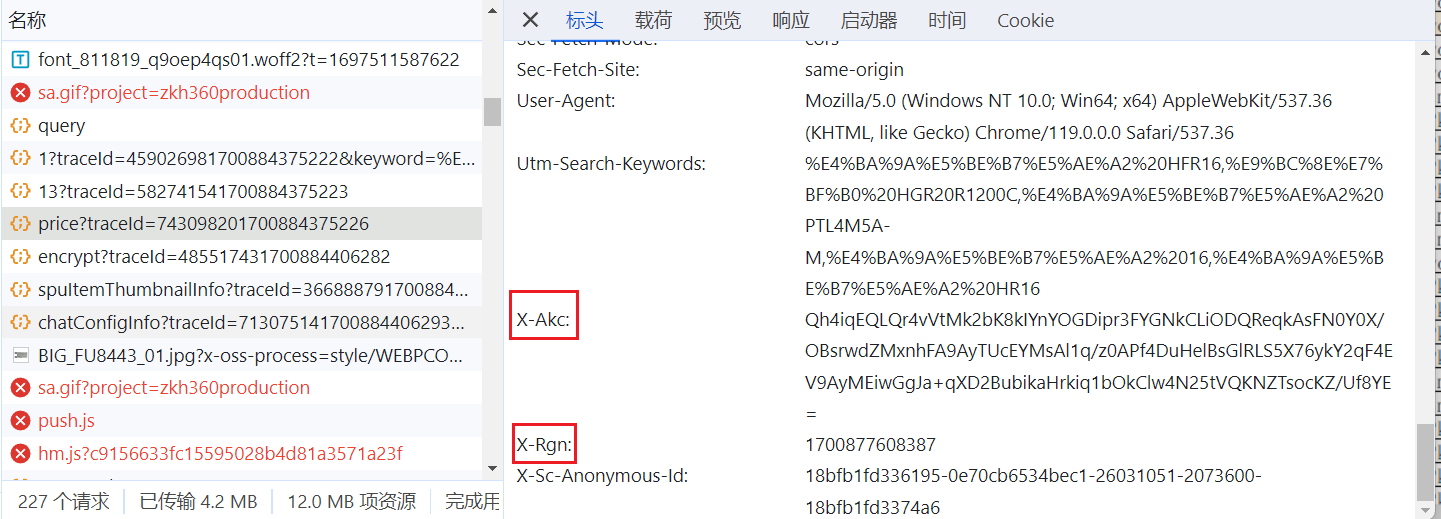 名称
font_811819_q9oep4qs01.woff2?t=1697511587622
sa.gif?project=zkh360production
query
1?traceId=459026981700884375222&keyword=%E...
13?traceId=582741541700884375223
price?traceId=743098201700884375226
encrypt?traceId=485517431700884406282
spuItemThumbnailInfo?traceId=366888791700884...
chatConfigInfo?traceId=713075141700884406293...
BIG_FU8443_01.jpg?x-oss-process=style/WEBPCO...
sa.gif?project=zkh360production
push.js
hm.js?c9156633fc15595028b4d81a3571a23f
227 个请求 已传输 4.2 MB 12.0 MB 项资源 完成用
标头 载荷 预览 响应 启动器 时间 Cookie
Sec-Fetch-Mode: cors
Sec-Fetch-Site: same-origin
User-Agent: Mozilla/5.0 (Windows NT 10.0; Win64; x64) AppleWebKit/537.36
(KHTML, like Gecko) Chrome/119.0.0.0 Safari/537.36
Utm-Search-Keywords: %E4%BA%9A%E5%BE%B7%E5%AE%A2%20HFR16,%E9%BC%8E%E7%
BF%B0%20HGR20R1200C,%E4%BA%9A%E5%BE%B7%E5%AE%A2%20
PTL4M5A-
M,%E4%BA%9A%E5%BE%B7%E5%AE%A2%2016,%E4%BA%9A%E5%B
E%B7%E5%AE%A2%20HR16
X-Akc: Qh4iqEQLQr4vVtMk2bK8kIYnYOGDipr3FYGNkCLiODQReqkAsFN0Y0X/
OBsrwdZMxnhFA9AyTUcEYMsAl1q/z0APf4DuHelBsGlRLS5X76ykY2qF4E
V9AyMEiwGgJa+qXD2BubikaHrkiq1bOkClw4N25tVQKNZTsocKZ/Uf8YE
=
X-Rgn: 1700877608387
X-Sc-Anonymous-Id: 18bfb1fd336195-0e70cb6534bec1-26031051-2073600-
18bfb1fd3374a6